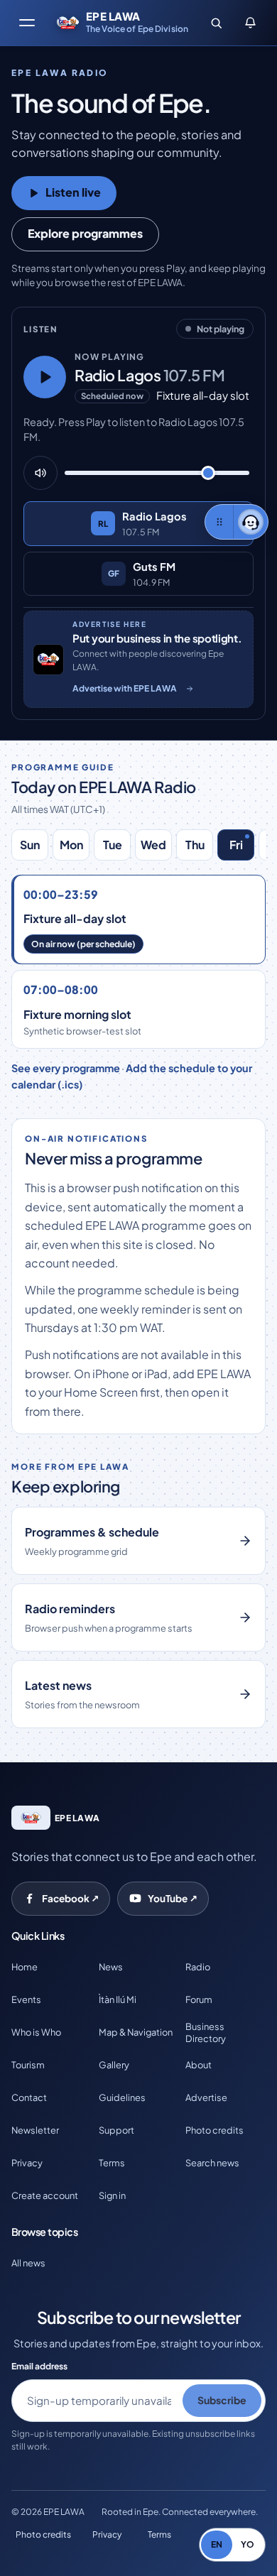 EPE LAWA
The Voice of Epe Division
EPE LAWA RADIO
The sound of Epe.
Stay connected to the people, stories and
conversations shaping our community.
Listen live
Explore programmes
Streams start only when you press Play, and keep playing
while you browse the rest of EPE LAWA.
LISTEN
Not playing
NOW PLAYING
Radio Lagos 107.5 FM
Scheduled now Fixture all-day slot
Ready. Press Play to listen to Radio Lagos 107.5
FM.
RL
Radio Lagos
107.5 FM
GF
Guts FM
104.9 FM
ADVERTISE HERE
Put your business in the spotlight.
Connect with people discovering Epe
LAWA.
Advertise with EPE LAWA →
PROGRAMME GUIDE
Today on EPE LAWA Radio
All times WAT (UTC+1)
Sun Mon Tue Wed Thu Fri
00:00–23:59
Fixture all-day slot
On air now (per schedule)
07:00–08:00
Fixture morning slot
Synthetic browser-test slot
See every programme · Add the schedule to your
calendar (.ics)
ON-AIR NOTIFICATIONS
Never miss a programme
This is a browser push notification on this
device, sent automatically the moment a
scheduled EPE LAWA programme goes on
air, even when this site is closed. No
account needed.
While the programme schedule is being
updated, one weekly reminder is sent on
Thursdays at 1:30 pm WAT.
Push notifications are not available in this
browser. On iPhone or iPad, add EPE LAWA
to your Home Screen first, then open it
from there.
MORE FROM EPE LAWA
Keep exploring
Programmes & schedule
Weekly programme grid
→
Radio reminders
Browser push when a programme starts
→
Latest news
Stories from the newsroom
→
EPE LAWA
Stories that connect us to Epe and each other.
Facebook ↗ YouTube ↗
Quick Links
Home News Radio
Events Ìtàn Ilú Mi Forum
Who is Who Map & Navigation Business
Directory
Tourism Gallery About
Contact Guidelines Advertise
Newsletter Support Photo credits
Privacy Terms Search news
Create account Sign in
Browse topics
All news
Subscribe to our newsletter
Stories and updates from Epe, straight to your inbox.
Email address
Sign-up temporarily unavaila
Subscribe
Sign-up is temporarily unavailable. Existing unsubscribe links
still work.
© 2026 EPE LAWA Rooted in Epe. Connected everywhere.
Photo credits Privacy Terms
EN YO